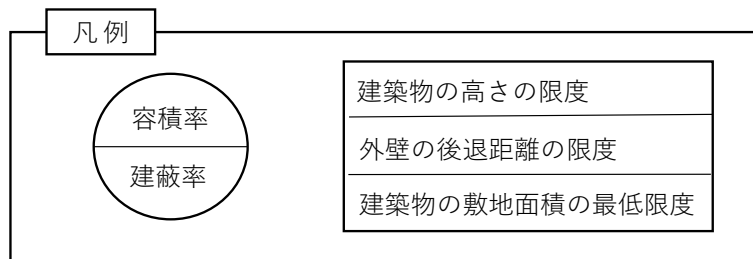 凡例
容積率
建蔽率
建築物の高さの限度
外壁の後退距離の限度
建築物の敷地面積の最低限度